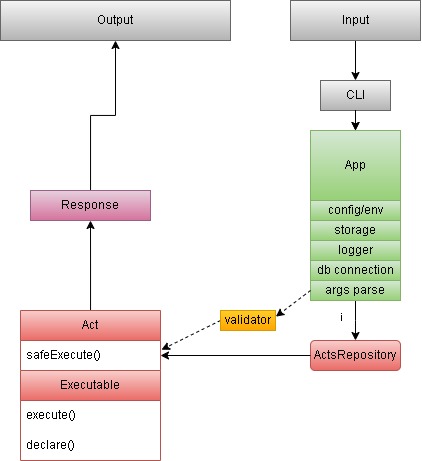 Output
Input
CLI
App
config/env
storage
logger
db connection
args parse
Response
validator
i
Act
safeExecute()
Executable
execute()
declare()
ActsRepository